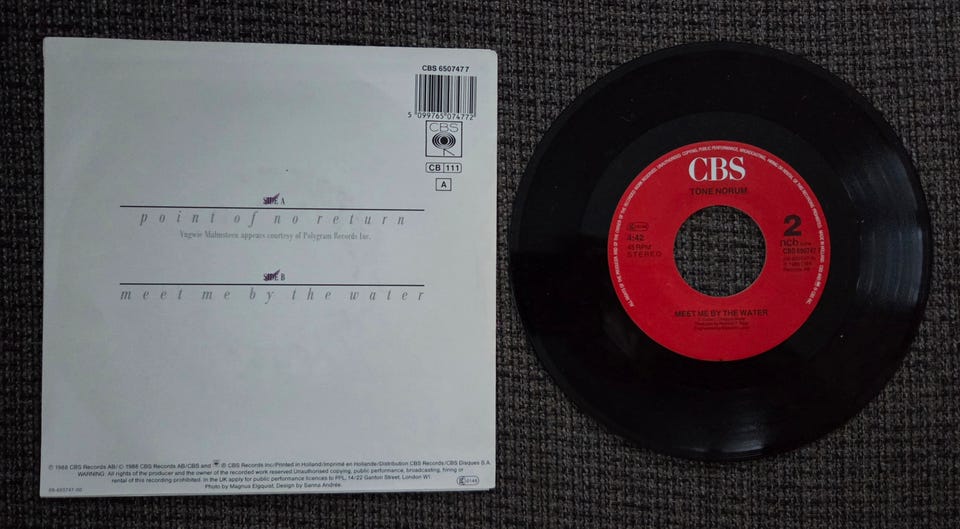 CBS 6507477
5 099765 074772
CBS
CB 111
A
SIDE A
point of no return
Yngwie Malmsteen appears courtesy of Polygram Records Inc.
SIDE B
meet me by the water
℗ 1988 CBS Records AB/ © 1988 CBS Records AB/CBS and ® CBS Records Inc/Printed in Holland/Imprimé en Hollande/Distribution CBS Records/CBS Disques S.A.
WARNING: All rights of the producer and the owner of the recorded work reserved.Unauthorised copying, public performance, broadcasting, hiring or
rental of this recording prohibited. In the UK apply for public performance licences to PPL, 14/22 Ganton Street, London W1
Photo by Magnus Elgquist, Design by Sanna Andrée.
CBS
TONE NORUM
4:42
45 RPM
STEREO
2
ncb
CBS 650747
MEET ME BY THE WATER